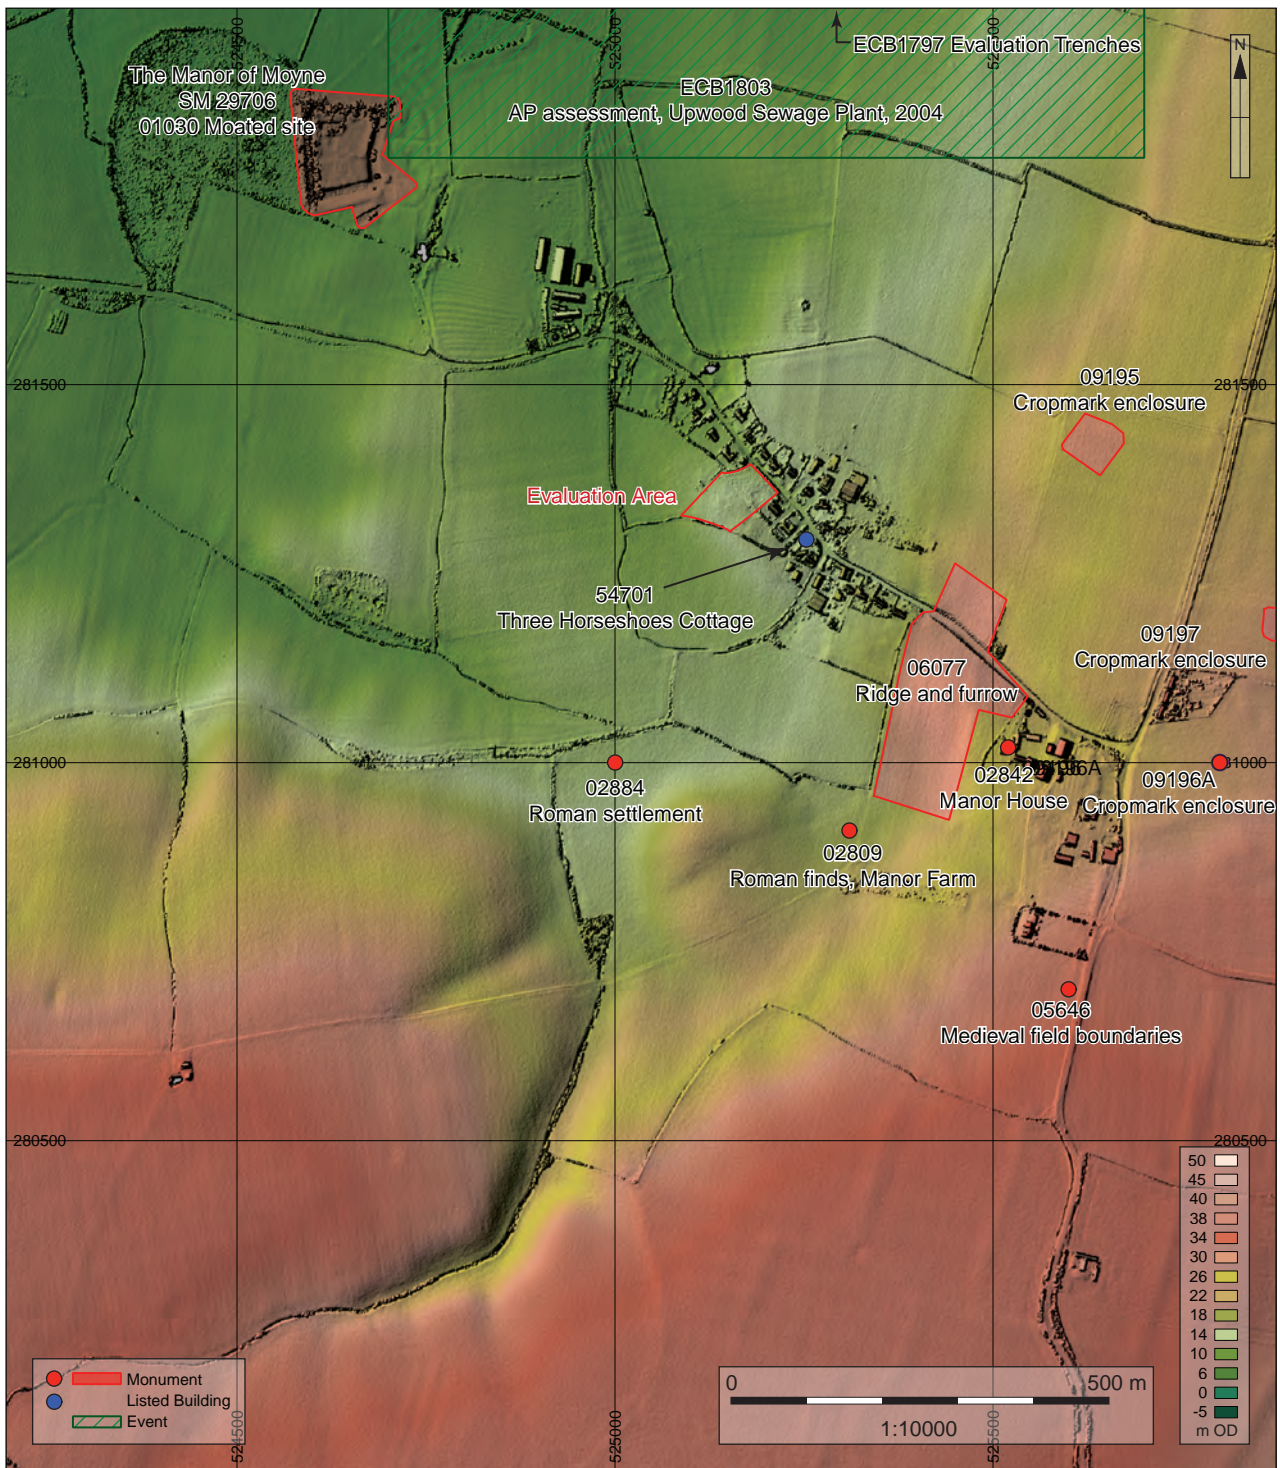 524500
525000
525500
ECB1797 Evaluation Trenches
N
The Manor of Moyne
SM 29706
01030 Moated site
ECB1803
AP assessment, Upwood Sewage Plant, 2004
281500
281500
09195
Cropmark enclosure
Evaluation Area
54701
Three Horseshoes Cottage
09197
Cropmark enclosure
06077
Ridge and furrow
281000
281000
02884
Roman settlement
02842
Manor House
09196A
Cropmark enclosure
02809
Roman finds, Manor Farm
05646
Medieval field boundaries
280500
280500
50
45
40
38
34
30
26
22
18
14
10
6
0
-5
m OD
Monument
Listed Building
Event
0
500 m
1:10000
524500
525000
525500